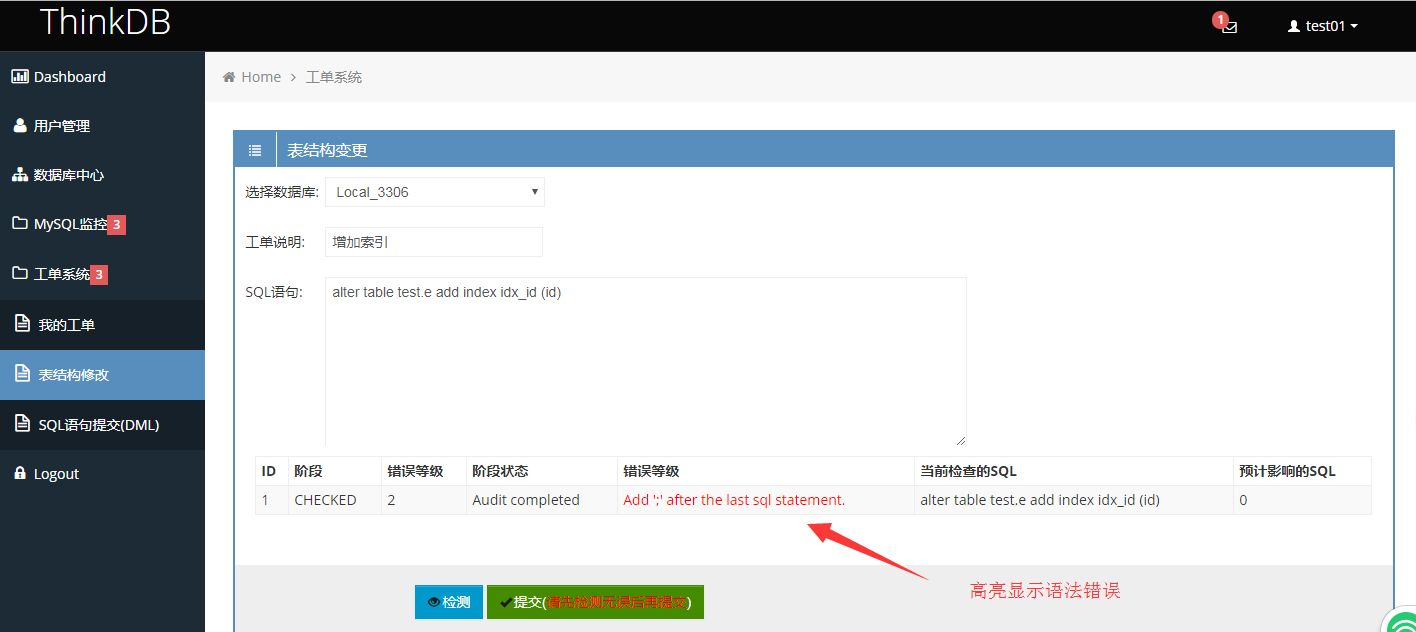 ThinkDB
1
test01
Dashboard
用户管理
数据库中心
MySQL监控 3
工单系统 3
我的工单
表结构修改
SQL语句提交(DML)
Logout
Home > 工单系统
表结构变更
选择数据库: Local_3306
工单说明: 增加索引
SQL语句: alter table test.e add index idx_id (id)
ID 阶段 错误等级 阶段状态 错误等级 当前检查的SQL 预计影响的SQL
1 CHECKED 2 Audit completed Add ';' after the last sql statement. alter table test.e add index idx_id (id) 0
高亮显示语法错误
检测 提交(请先检测无误后再提交)